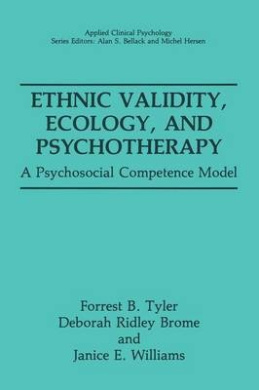 Applied Clinical Psychology
Series Editors: Alan S. Bellack and Michel Hersen
ETHNIC VALIDITY,
ECOLOGY, AND
PSYCHOTHERAPY
A Psychosocial Competence Model
Forrest B. Tyler
Deborah Ridley Brome
and
Janice E. Williams